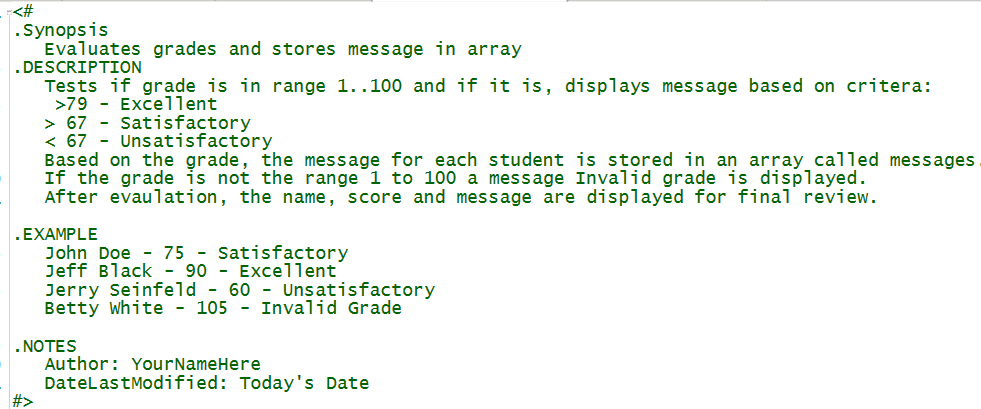 <#
.Synopsis
Evaluates grades and stores message in array
.DESCRIPTION
Tests if grade is in range 1..100 and if it is, displays message based on critera:
>79 - Excellent
> 67 - Satisfactory
< 67 - Unsatisfactory
Based on the grade, the message for each student is stored in an array called messages.
If the grade is not the range 1 to 100 a message Invalid grade is displayed.
After evaulation, the name, score and message are displayed for final review.
.EXAMPLE
John Doe - 75 - Satisfactory
Jeff Black - 90 - Excellent
Jerry Seinfeld - 60 - Unsatisfactory
Betty White - 105 - Invalid Grade
.NOTES
Author: YourNameHere
DateLastModified: Today's Date
#>